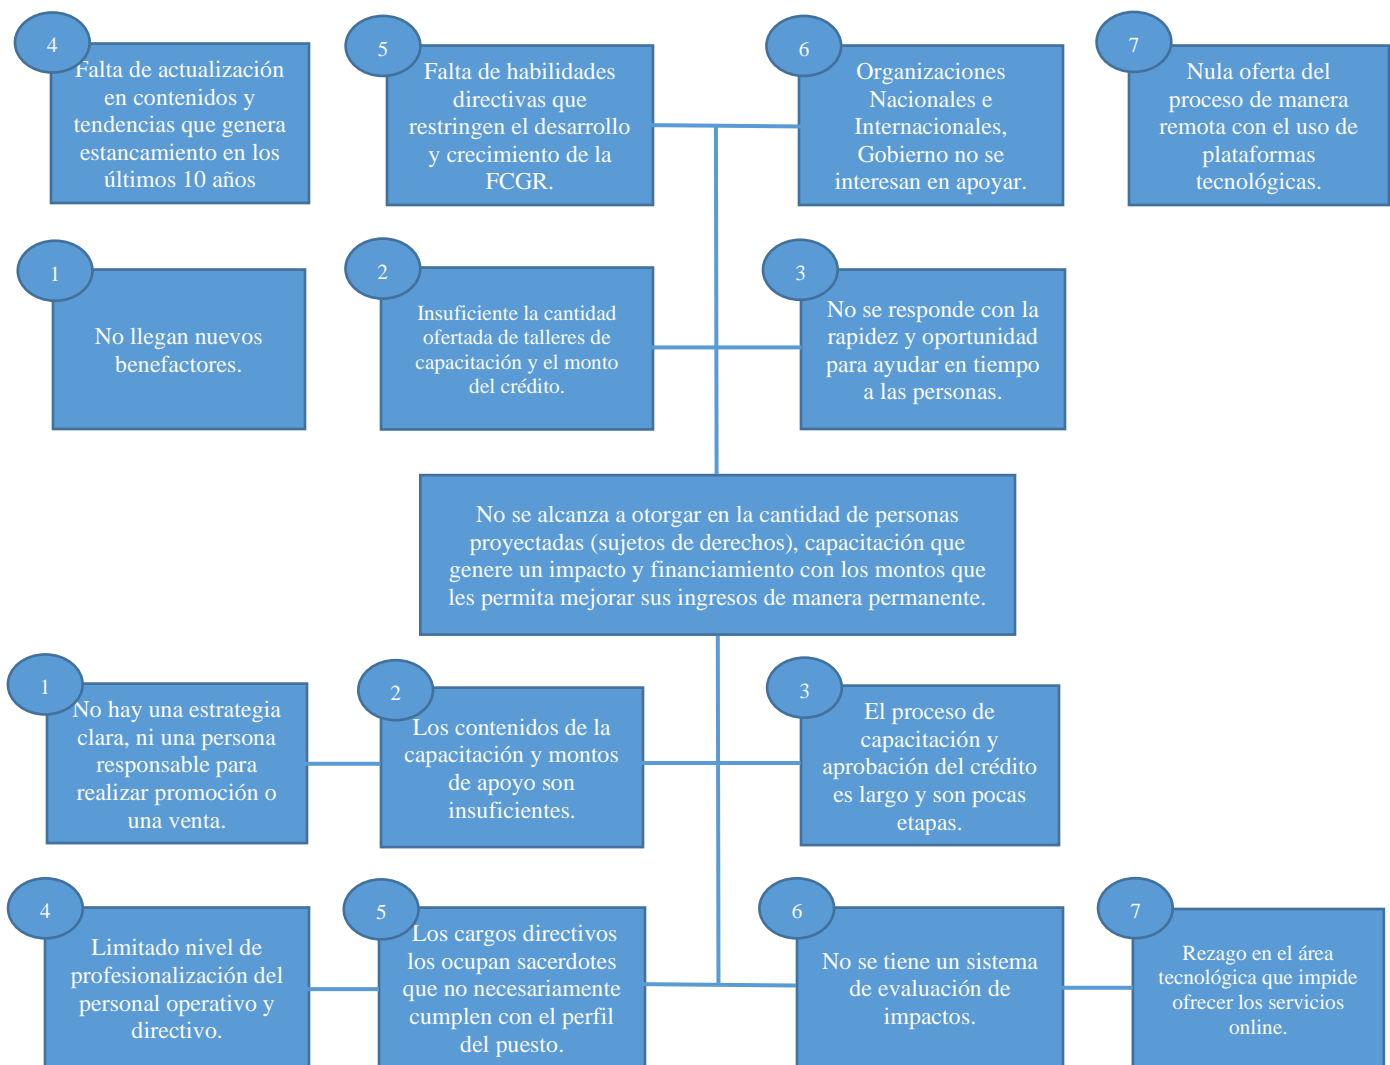 4
Falta de actualización
en contenidos y
tendencias que genera
estancamiento en los
últimos 10 años
5
Falta de habilidades
directivas que
restringen el desarrollo
y crecimiento de la
FCGR.
6
Organizaciones
Nacionales e
Internacionales,
Gobierno no se
interesan en apoyar.
7
Nula oferta del
proceso de manera
remota con el uso de
plataformas
tecnológicas.
1
No llegan nuevos
benefactores.
2
Insuficiente la cantidad
ofertada de talleres de
capacitación y el monto
del crédito.
3
No se responde con la
rapidez y oportunidad
para ayudar en tiempo
a las personas.
No se alcanza a otorgar en la cantidad de personas
proyectadas (sujetos de derechos), capacitación que
genere un impacto y financiamiento con los montos que
les permita mejorar sus ingresos de manera permanente.
1
No hay una estrategia
clara, ni una persona
responsable para
realizar promoción o
una venta.
2
Los contenidos de la
capacitación y montos
de apoyo son
insuficientes.
3
El proceso de
capacitación y
aprobación del crédito
es largo y son pocas
etapas.
4
Limitado nivel de
profesionalización del
personal operativo y
directivo.
5
Los cargos directivos
los ocupan sacerdotes
que no necesariamente
cumplen con el perfil
del puesto.
6
No se tiene un sistema
de evaluación de
impactos.
7
Rezago en el área
tecnológica que impide
ofrecer los servicios
online.